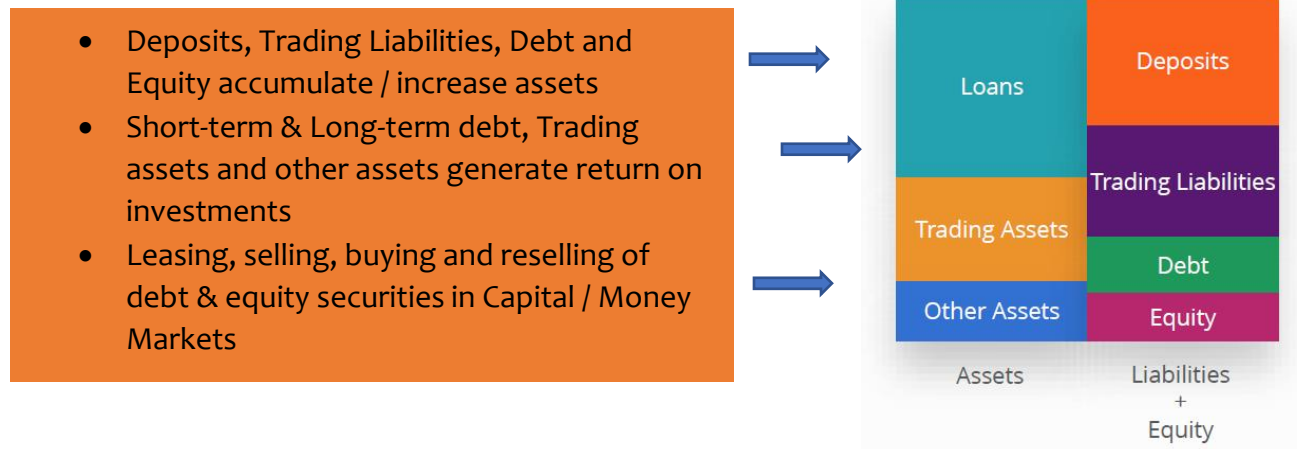 • Deposits, Trading Liabilities, Debt and
Equity accumulate / increase assets
• Short-term & Long-term debt, Trading
assets and other assets generate return on
investments
• Leasing, selling, buying and reselling of
debt & equity securities in Capital / Money
Markets
Loans
Trading Assets
Other Assets
Assets
Deposits
Trading Liabilities
Debt
Equity
Liabilities
+
Equity